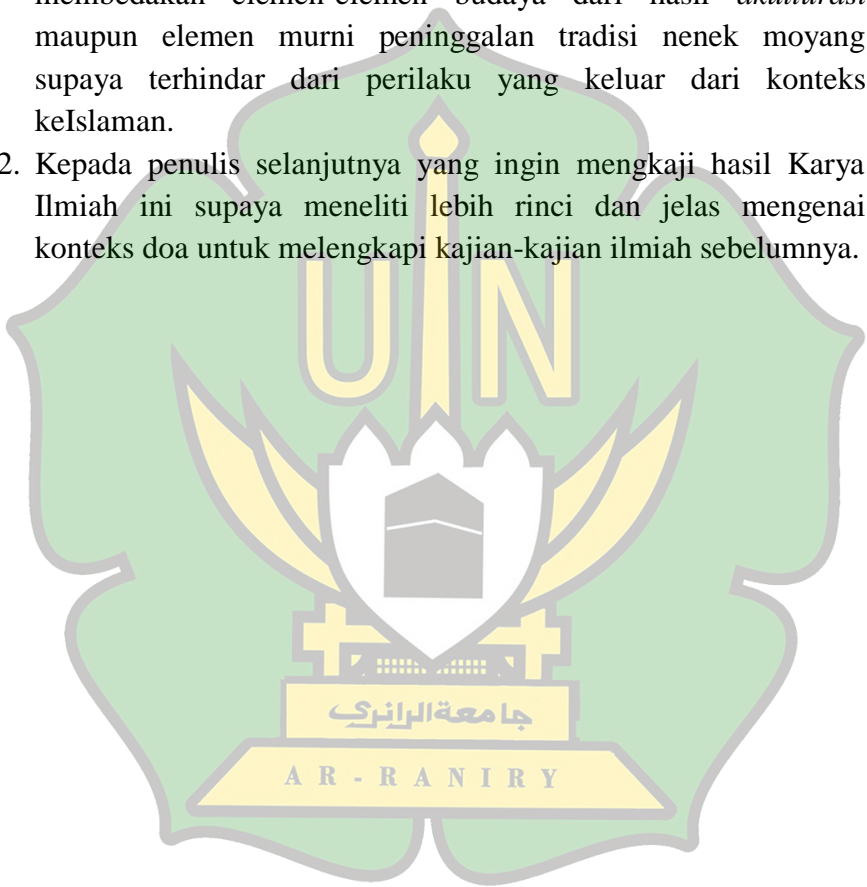 membedakan elemen-elemen budaya dari hasil akulturasi
maupun elemen murni peninggalan tradisi nenek moyang
supaya terhindar dari perilaku yang keluar dari konteks
keIslaman.
2. Kepada penulis selanjutnya yang ingin mengkaji hasil Karya
Ilmiah ini supaya meneliti lebih rinci dan jelas mengenai
konteks doa untuk melengkapi kajian-kajian ilmiah sebelumnya.
UIN
جامعة الرانري
AR-RANIRY